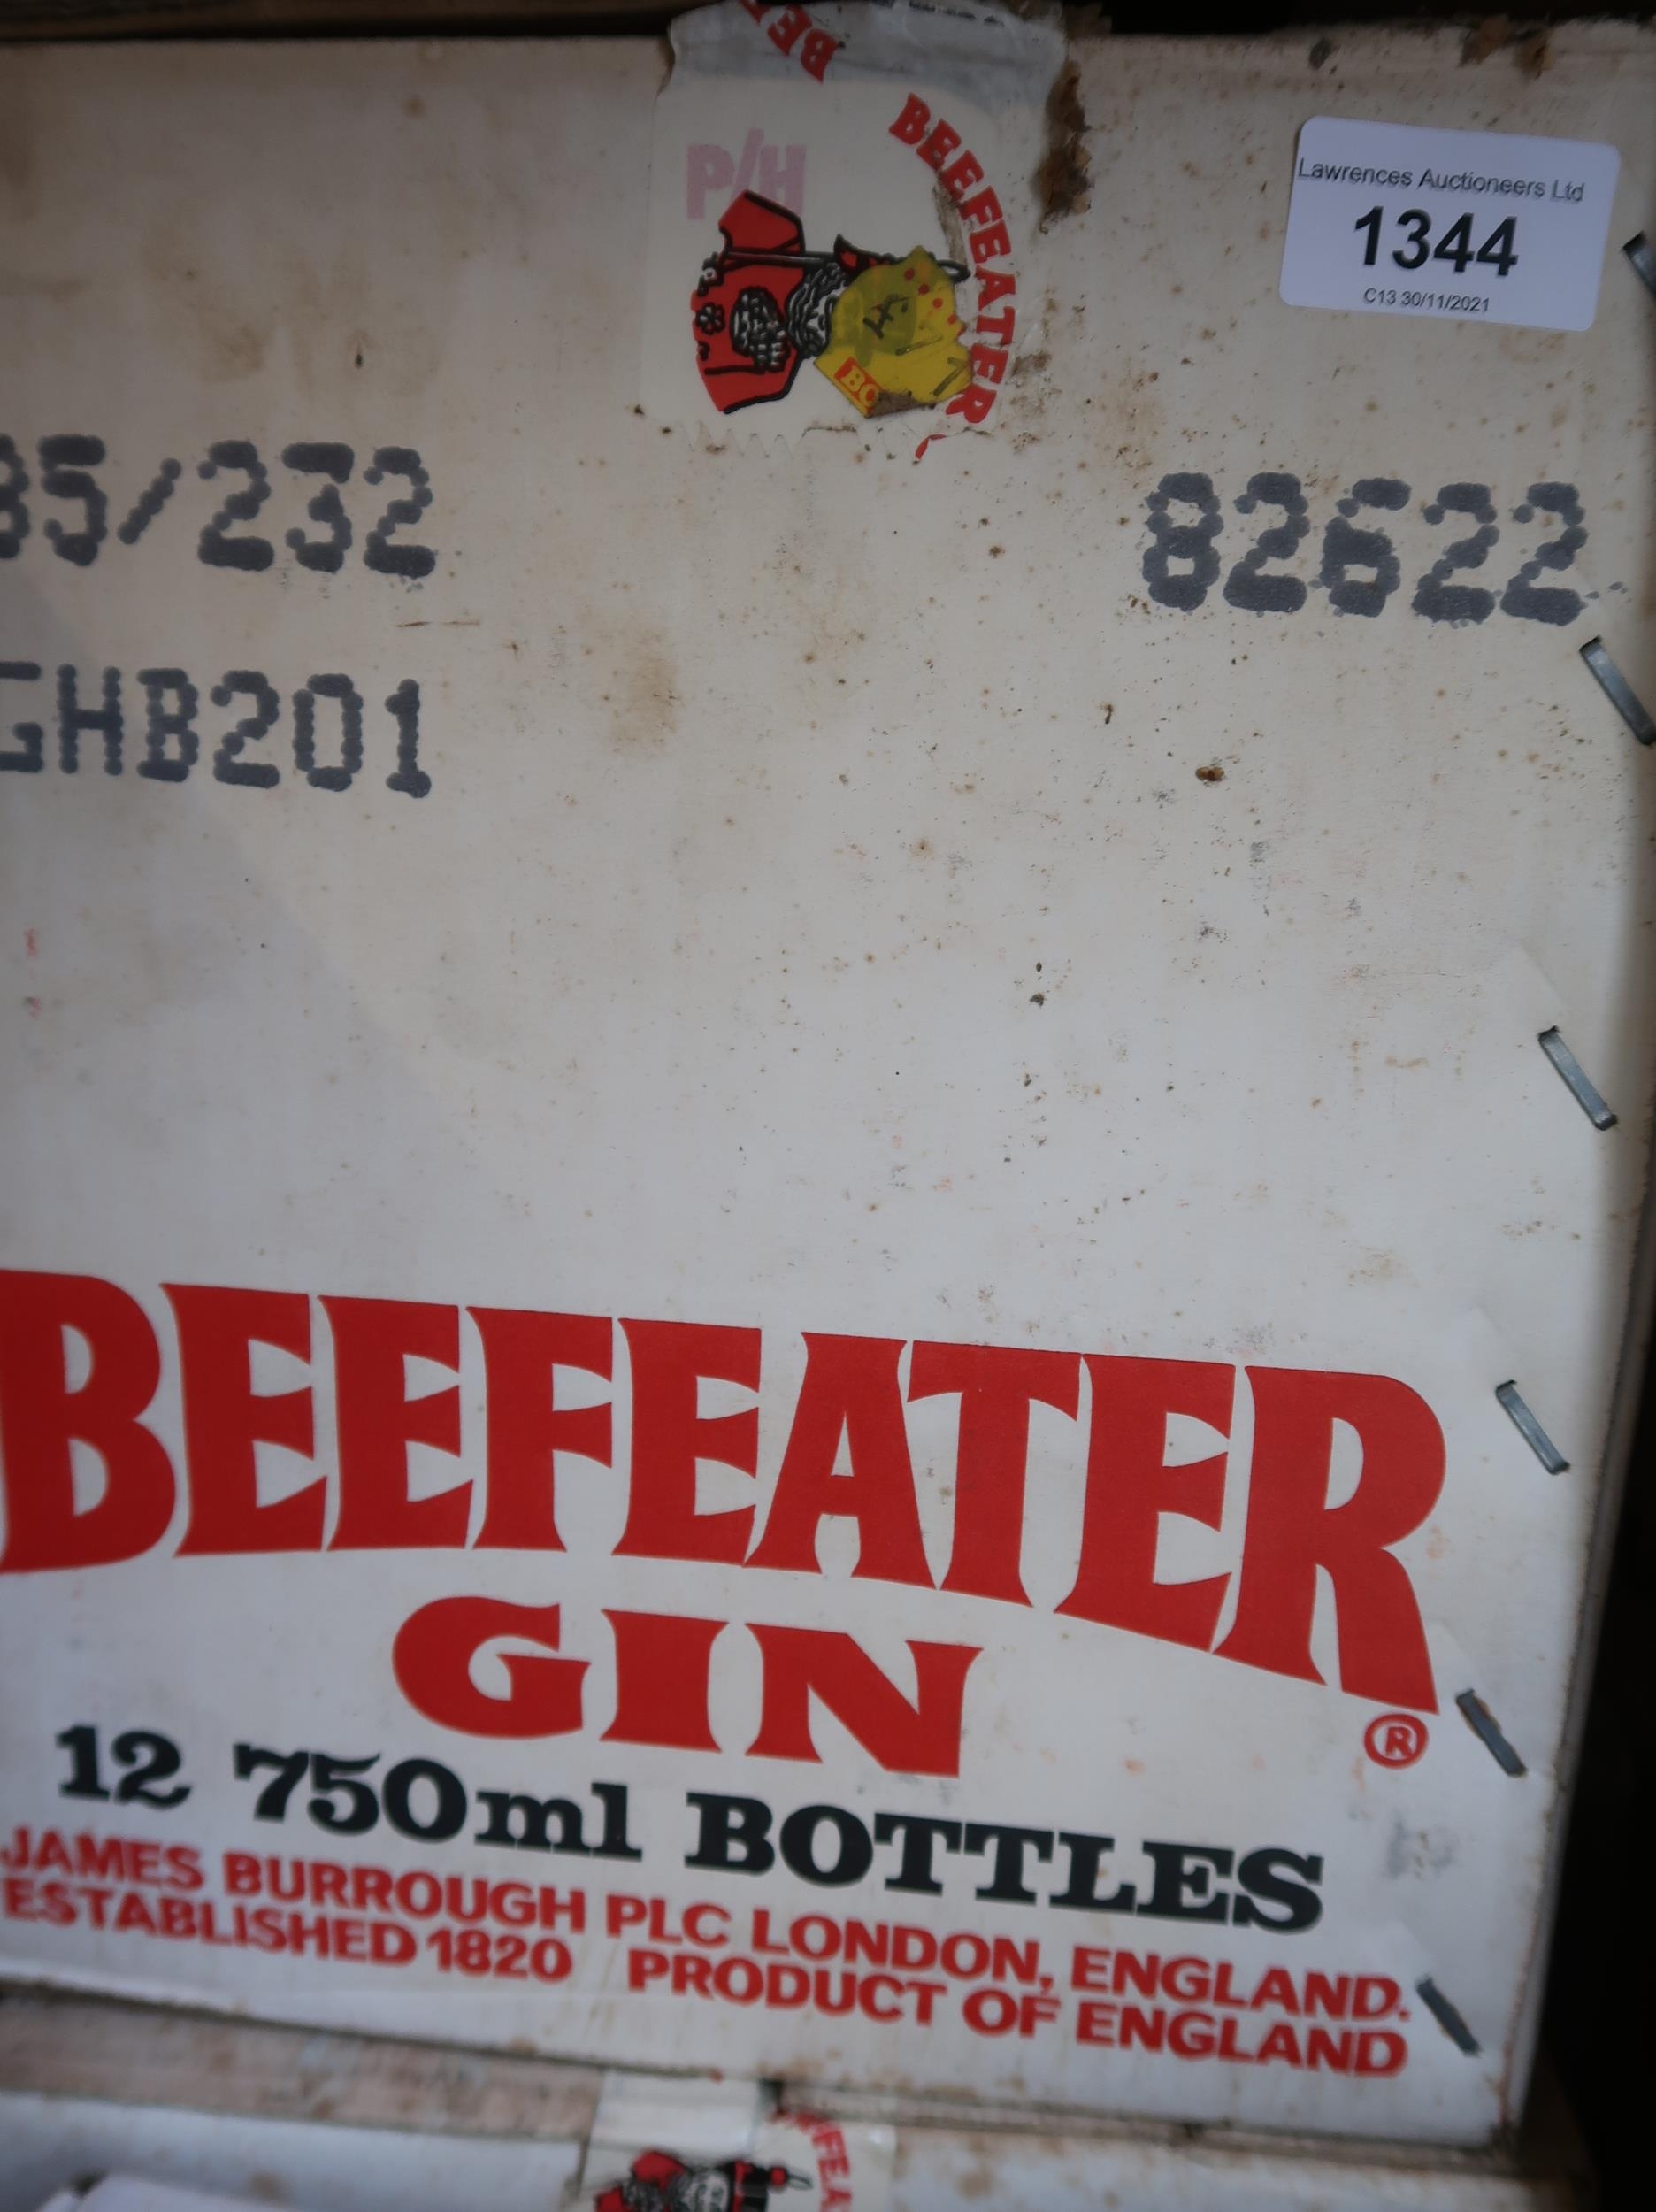 BEEFEATER
P/H
Lawrences Auctioneers Ltd
1344
C13 30/11/2021
85/232
82622
GHB201
BEEFEATER
GIN
®
12 750ml BOTTLES
JAMES BURROUGH PLC LONDON, ENGLAND.
ESTABLISHED 1820 PRODUCT OF ENGLAND